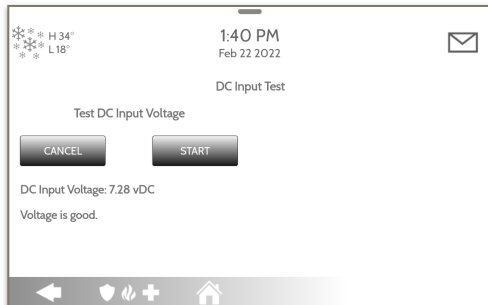 H 34°
L 18°
1:40 PM
Feb 22 2022
DC Input Test
Test DC Input Voltage
CANCEL
START
DC Input Voltage: 7.28 vDC
Voltage is good.